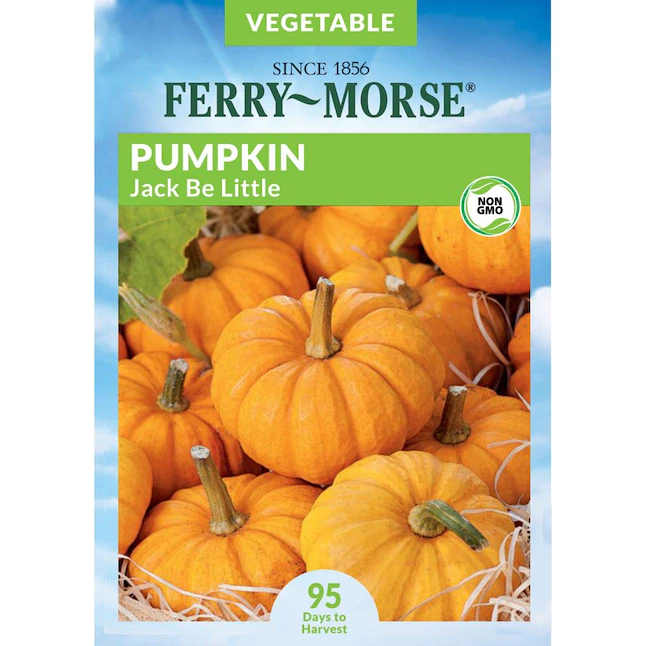 VEGETABLE
SINCE 1856
FERRY~MORSE®
PUMPKIN
Jack Be Little
NON
GMO
95
Days to
Harvest